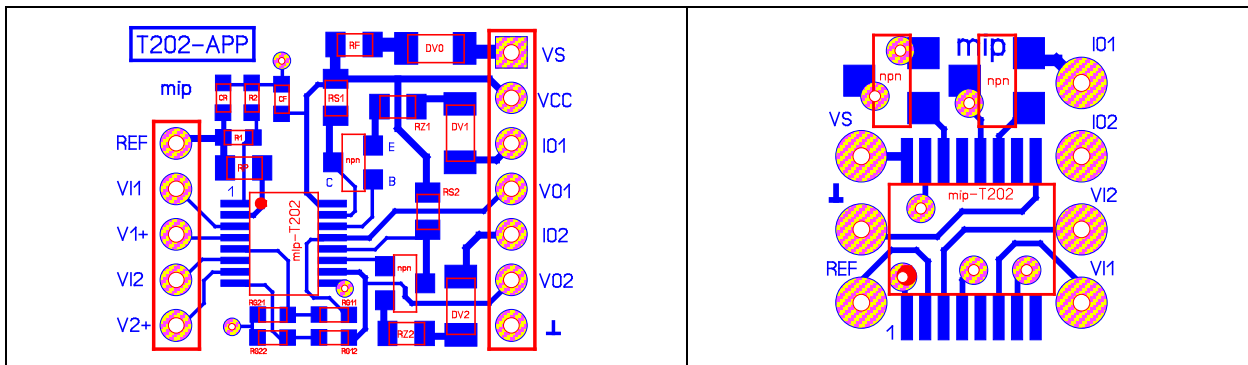 T202-APP
mip
RF
DV0
VS
CR
R2
CF
RS1
VCC
RZ1
DV1
REF
R1
E
IO1
RP
npn
C
B
VI1
1
RS2
VO1
mip-T202
V1+
IO2
npn
VI2
VO2
RG21
RG11
DV2
V2+
RG22
RG12
RZ2
⊥
mip
IO1
npn
npn
VS
IO2
⊥
mip-T202
VI2
REF
VI1
1